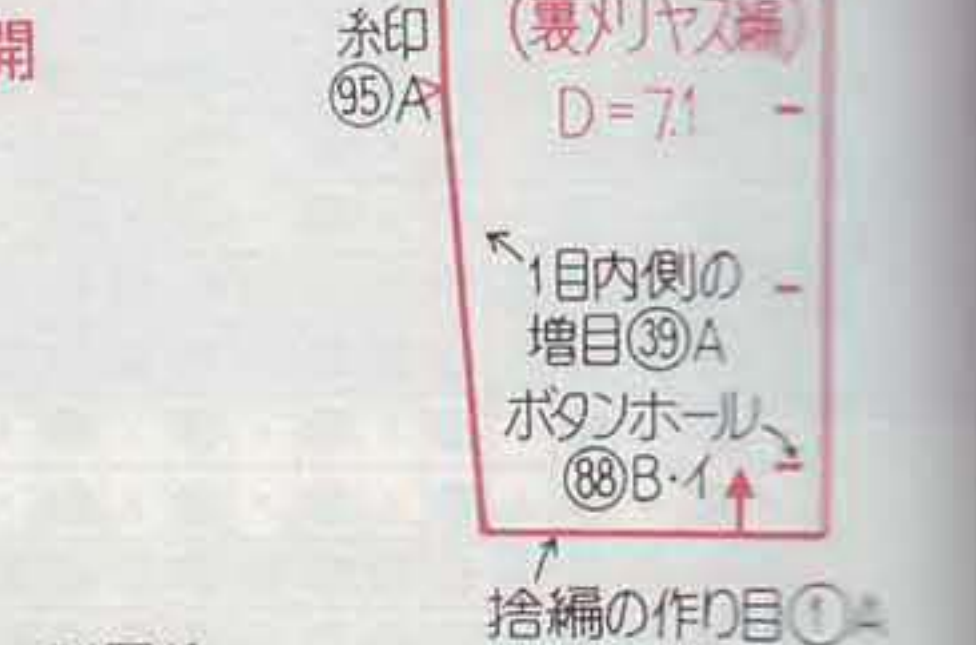 開
糸印
95A
(裏メリヤス編)
D=7.1
1目内側の
増目39A
ボタンホール
88B・イ
捨編の作り目